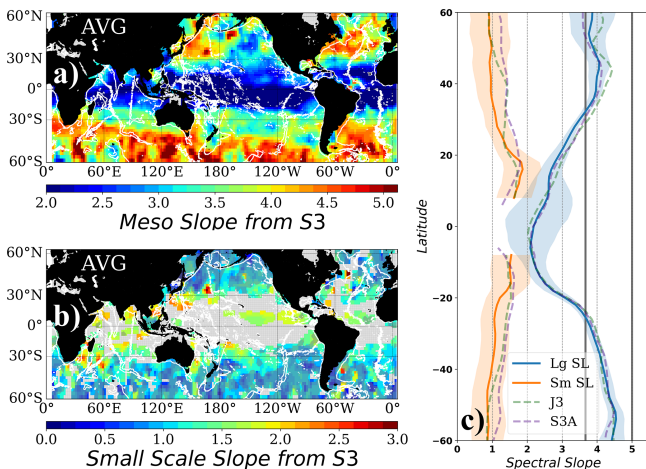 AVG
a)
60°N
30°N
0°
30°S
60°S
0°E 60°E 120°E 180° 120°W 60°W 0°E
2.0 2.5 3.0 3.5 4.0 4.5 5.0
Meso Slope from S3
AVG
b)
60°N
30°N
0°
30°S
60°S
0°E 60°E 120°E 180° 120°W 60°W 0°E
0.0 0.5 1.0 1.5 2.0 2.5 3.0
Small Scale Slope from S3
Latitude
60
40
20
0
−20
−40
−60
Lg SL
Sm SL
J3
S3A
c)
0 1 2 3 4 5
Spectral Slope